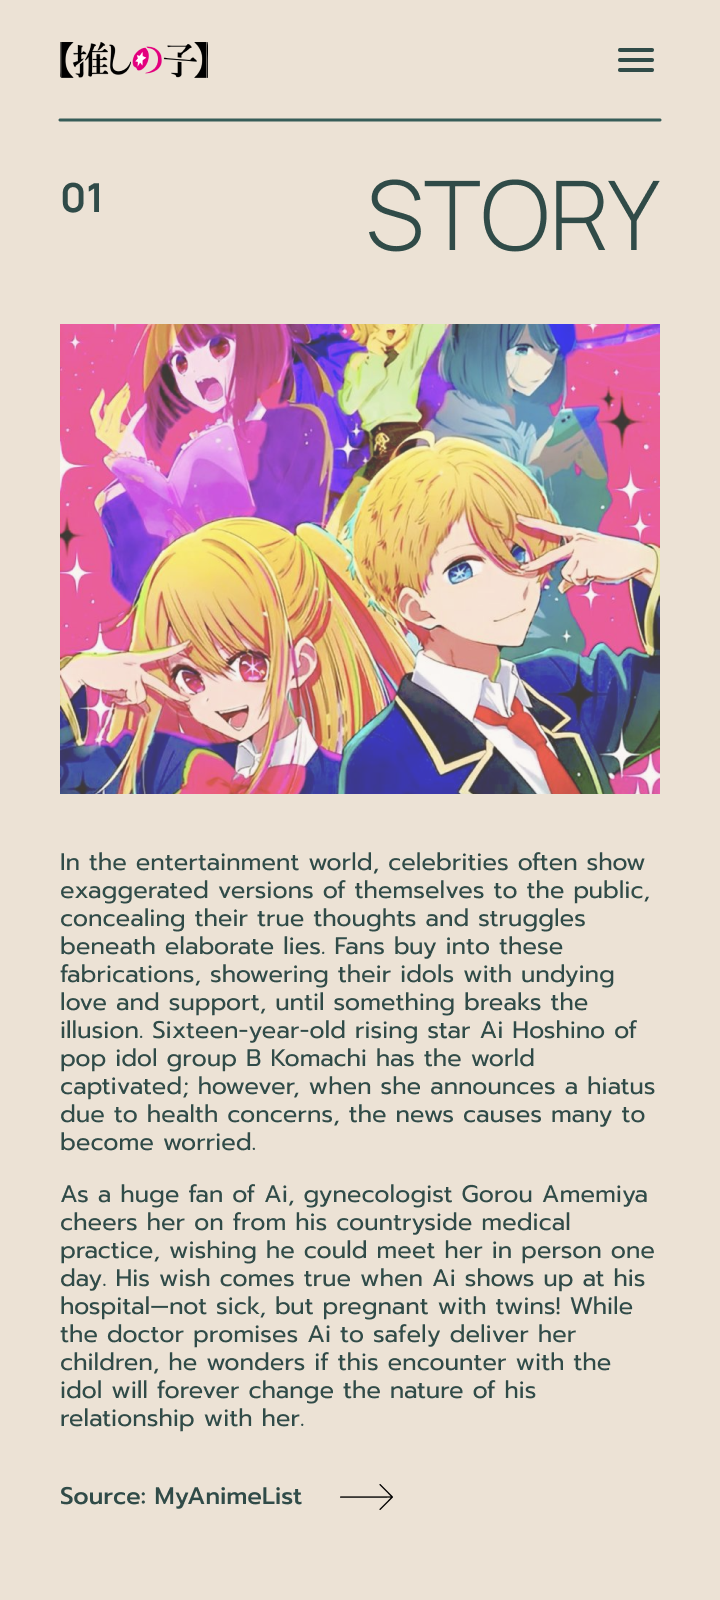 【推しの子】
01
STORY
In the entertainment world, celebrities often show
exaggerated versions of themselves to the public,
concealing their true thoughts and struggles
beneath elaborate lies. Fans buy into these
fabrications, showering their idols with undying
love and support, until something breaks the
illusion. Sixteen-year-old rising star Ai Hoshino of
pop idol group B Komachi has the world
captivated; however, when she announces a hiatus
due to health concerns, the news causes many to
become worried.
As a huge fan of Ai, gynecologist Gorou Amemiya
cheers her on from his countryside medical
practice, wishing he could meet her in person one
day. His wish comes true when Ai shows up at his
hospital—not sick, but pregnant with twins! While
the doctor promises Ai to safely deliver her
children, he wonders if this encounter with the
idol will forever change the nature of his
relationship with her.
Source: MyAnimeList